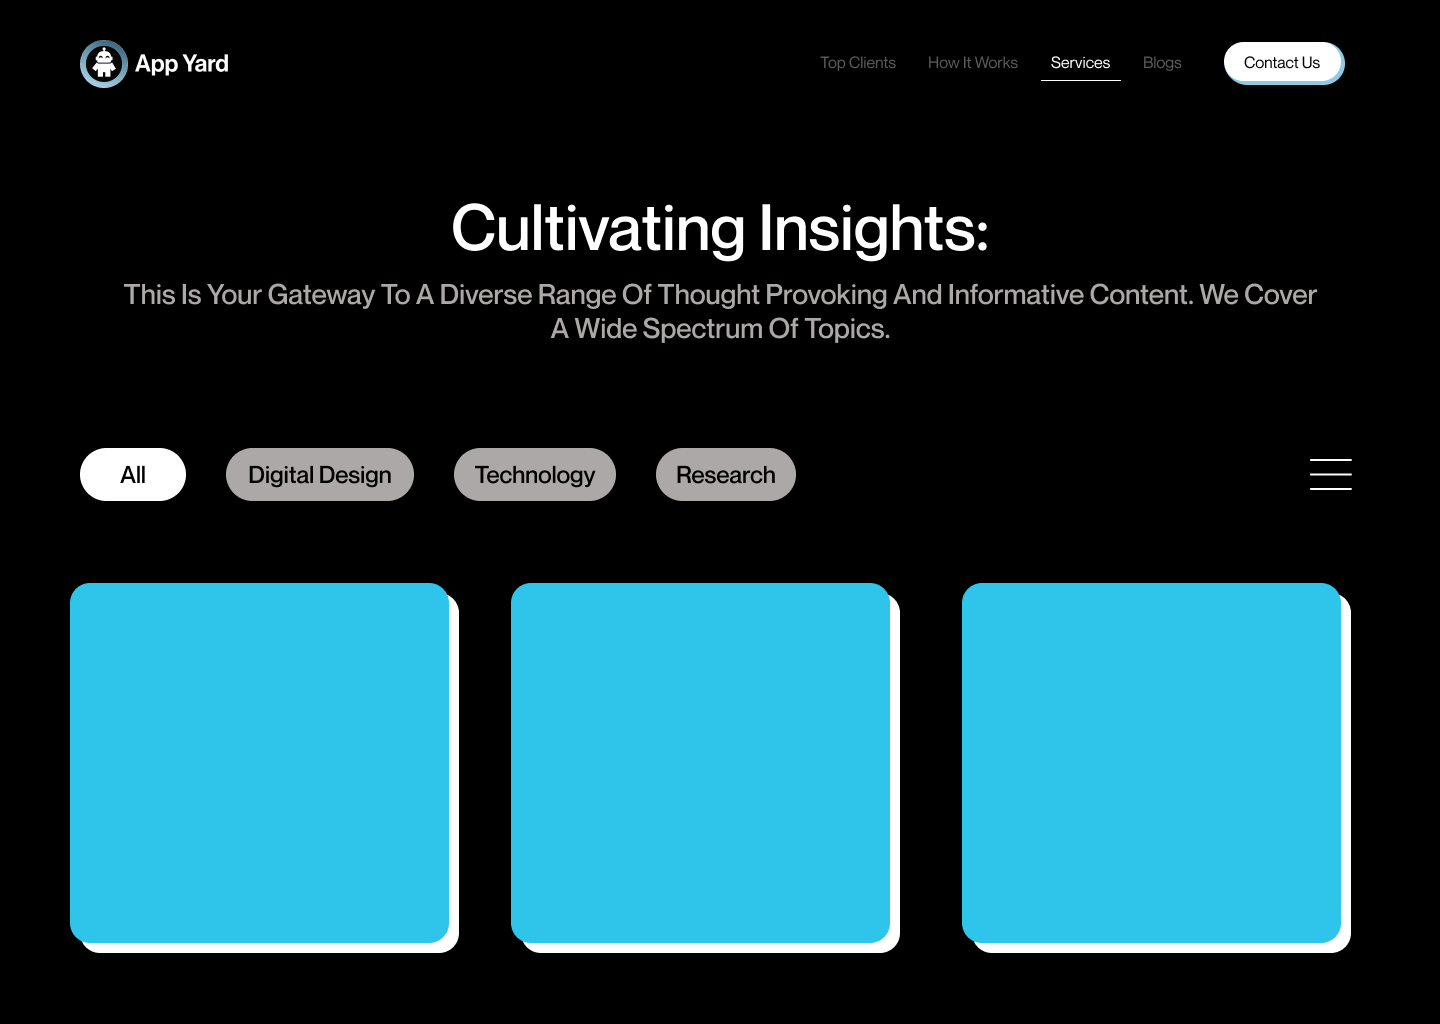 App Yard
Top Clients
How It Works
Services
Blogs
Contact Us
Cultivating Insights:
This Is Your Gateway To A Diverse Range Of Thought Provoking And Informative Content. We Cover
A Wide Spectrum Of Topics.
All
Digital Design
Technology
Research